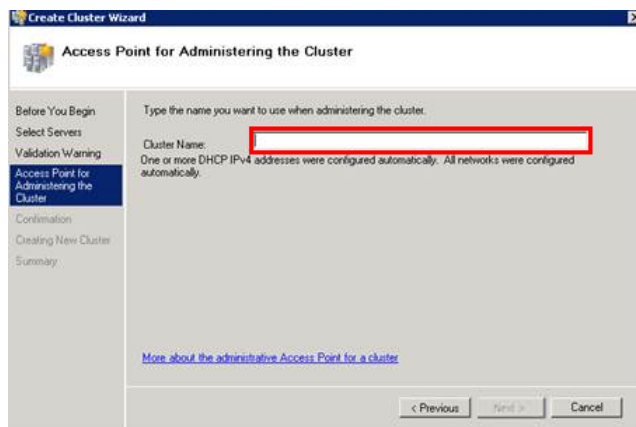 Create Cluster Wizard
Access Point for Administering the Cluster
Before You Begin
Select Servers
Validation Warning
Access Point for
Administering the
Cluster
Confirmation
Creating New Cluster
Summary
Type the name you want to use when administering the cluster.
Cluster Name:
One or more DHCP IPv4 addresses were configured automatically. All networks were configured
automatically.
More about the administrative Access Point for a cluster
< Previous
Next >
Cancel